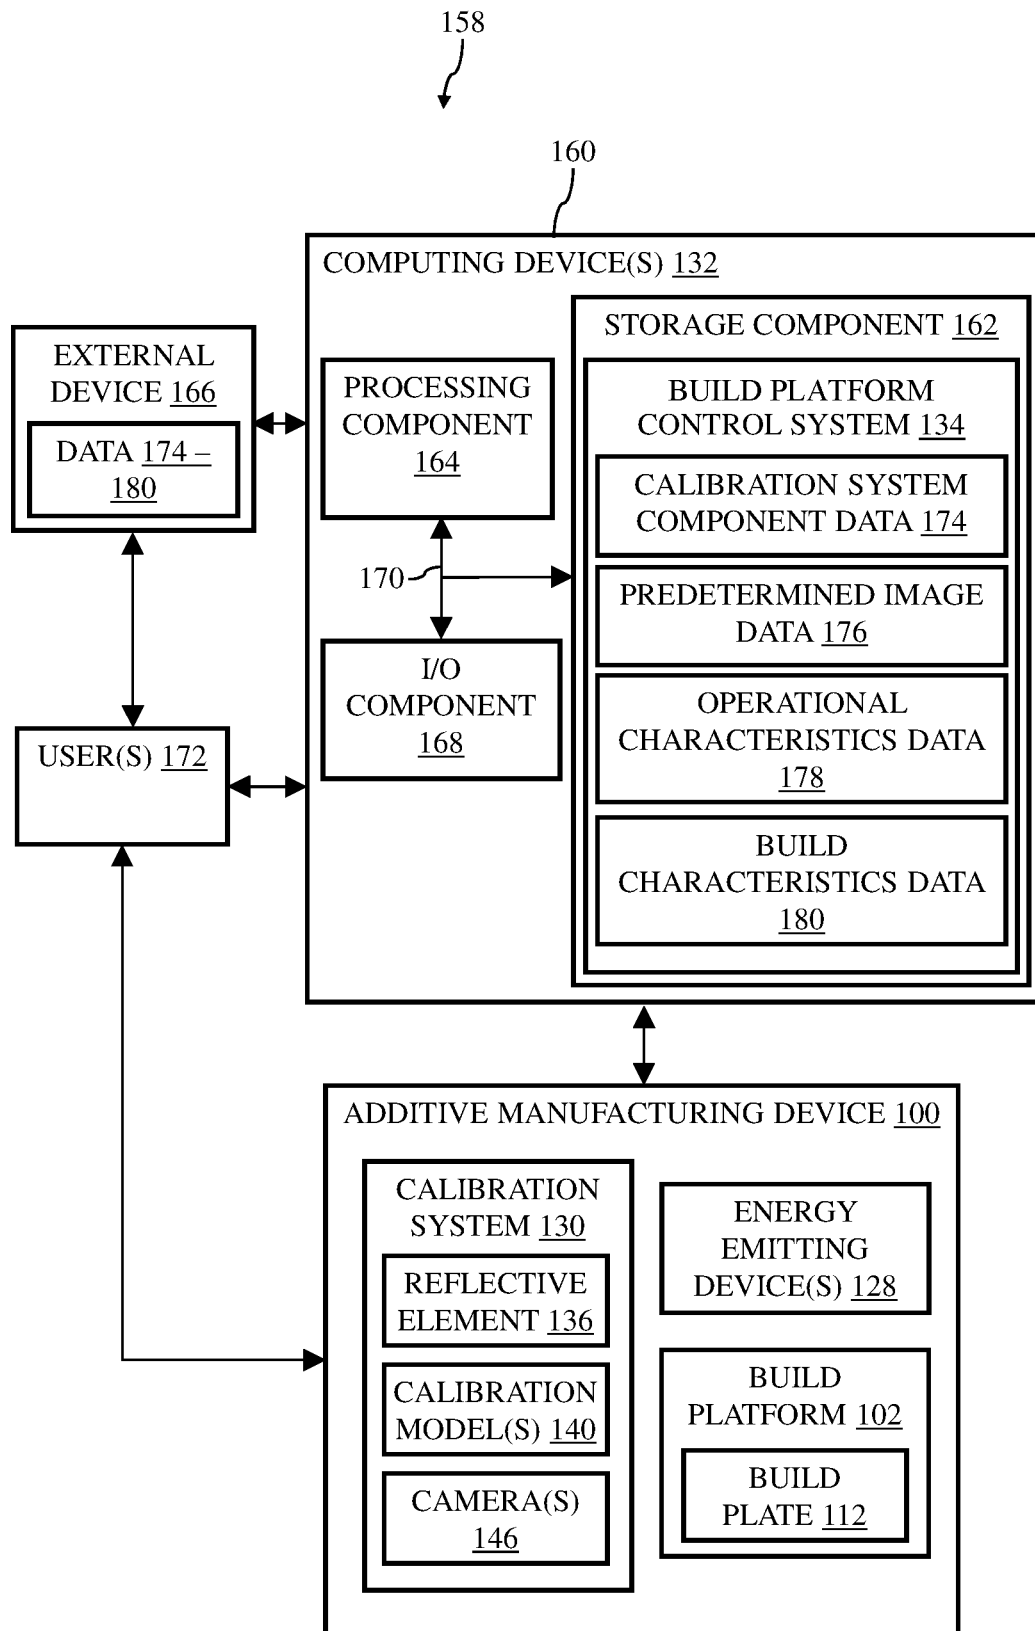 158
160
COMPUTING DEVICE(S) 132
STORAGE COMPONENT 162
EXTERNAL
DEVICE 166
DATA 174 –
180
PROCESSING
COMPONENT
164
BUILD PLATFORM
CONTROL SYSTEM 134
CALIBRATION SYSTEM
COMPONENT DATA 174
170
PREDETERMINED IMAGE
DATA 176
I/O
COMPONENT
168
OPERATIONAL
CHARACTERISTICS DATA
178
USER(S) 172
BUILD
CHARACTERISTICS DATA
180
ADDITIVE MANUFACTURING DEVICE 100
CALIBRATION
SYSTEM 130
REFLECTIVE
ELEMENT 136
CALIBRATION
MODEL(S) 140
CAMERA(S)
146
ENERGY
EMITTING
DEVICE(S) 128
BUILD
PLATFORM 102
BUILD
PLATE 112